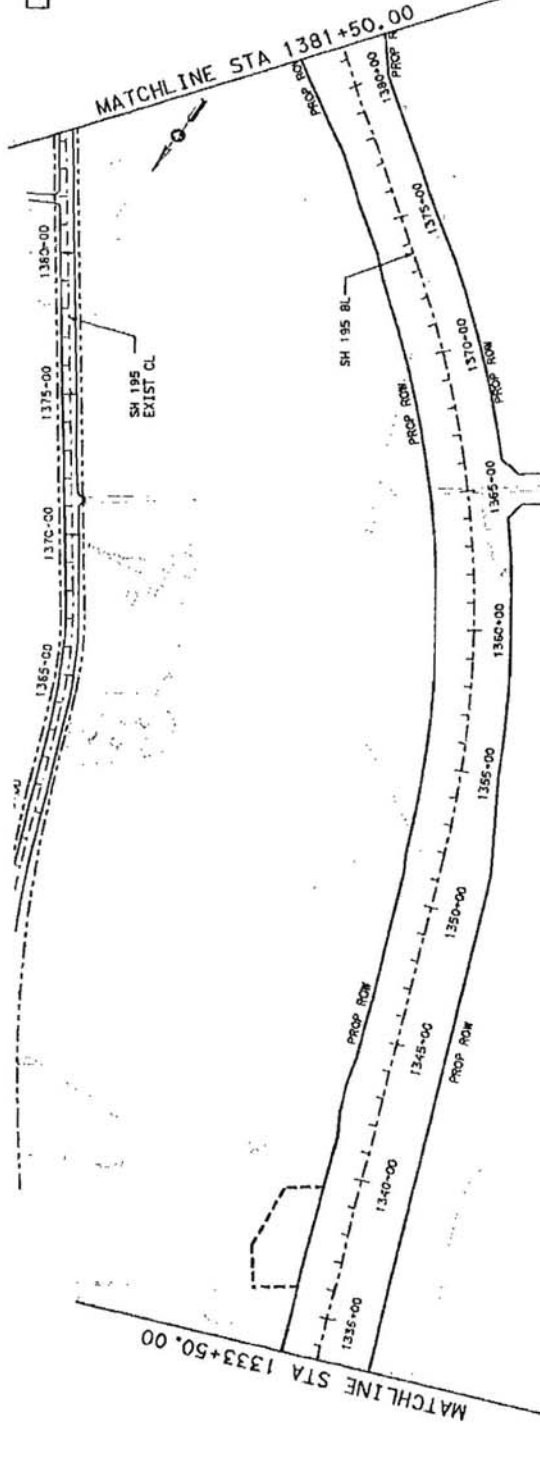 MATCHLINE STA 1381+50.00
1380+00
1375+00
1370+00
1365+00
SH 195
EXIST CL
PROP ROW
1380+00
PROP
1375+00
SH 195 BL
PROP ROW
1370+00
PROP ROW
1365+00
1360+00
1355+00
1350+00
PROP ROW
1345+00
PROP ROW
1340+00
1335+00
MATCHLINE STA 1333+50.00